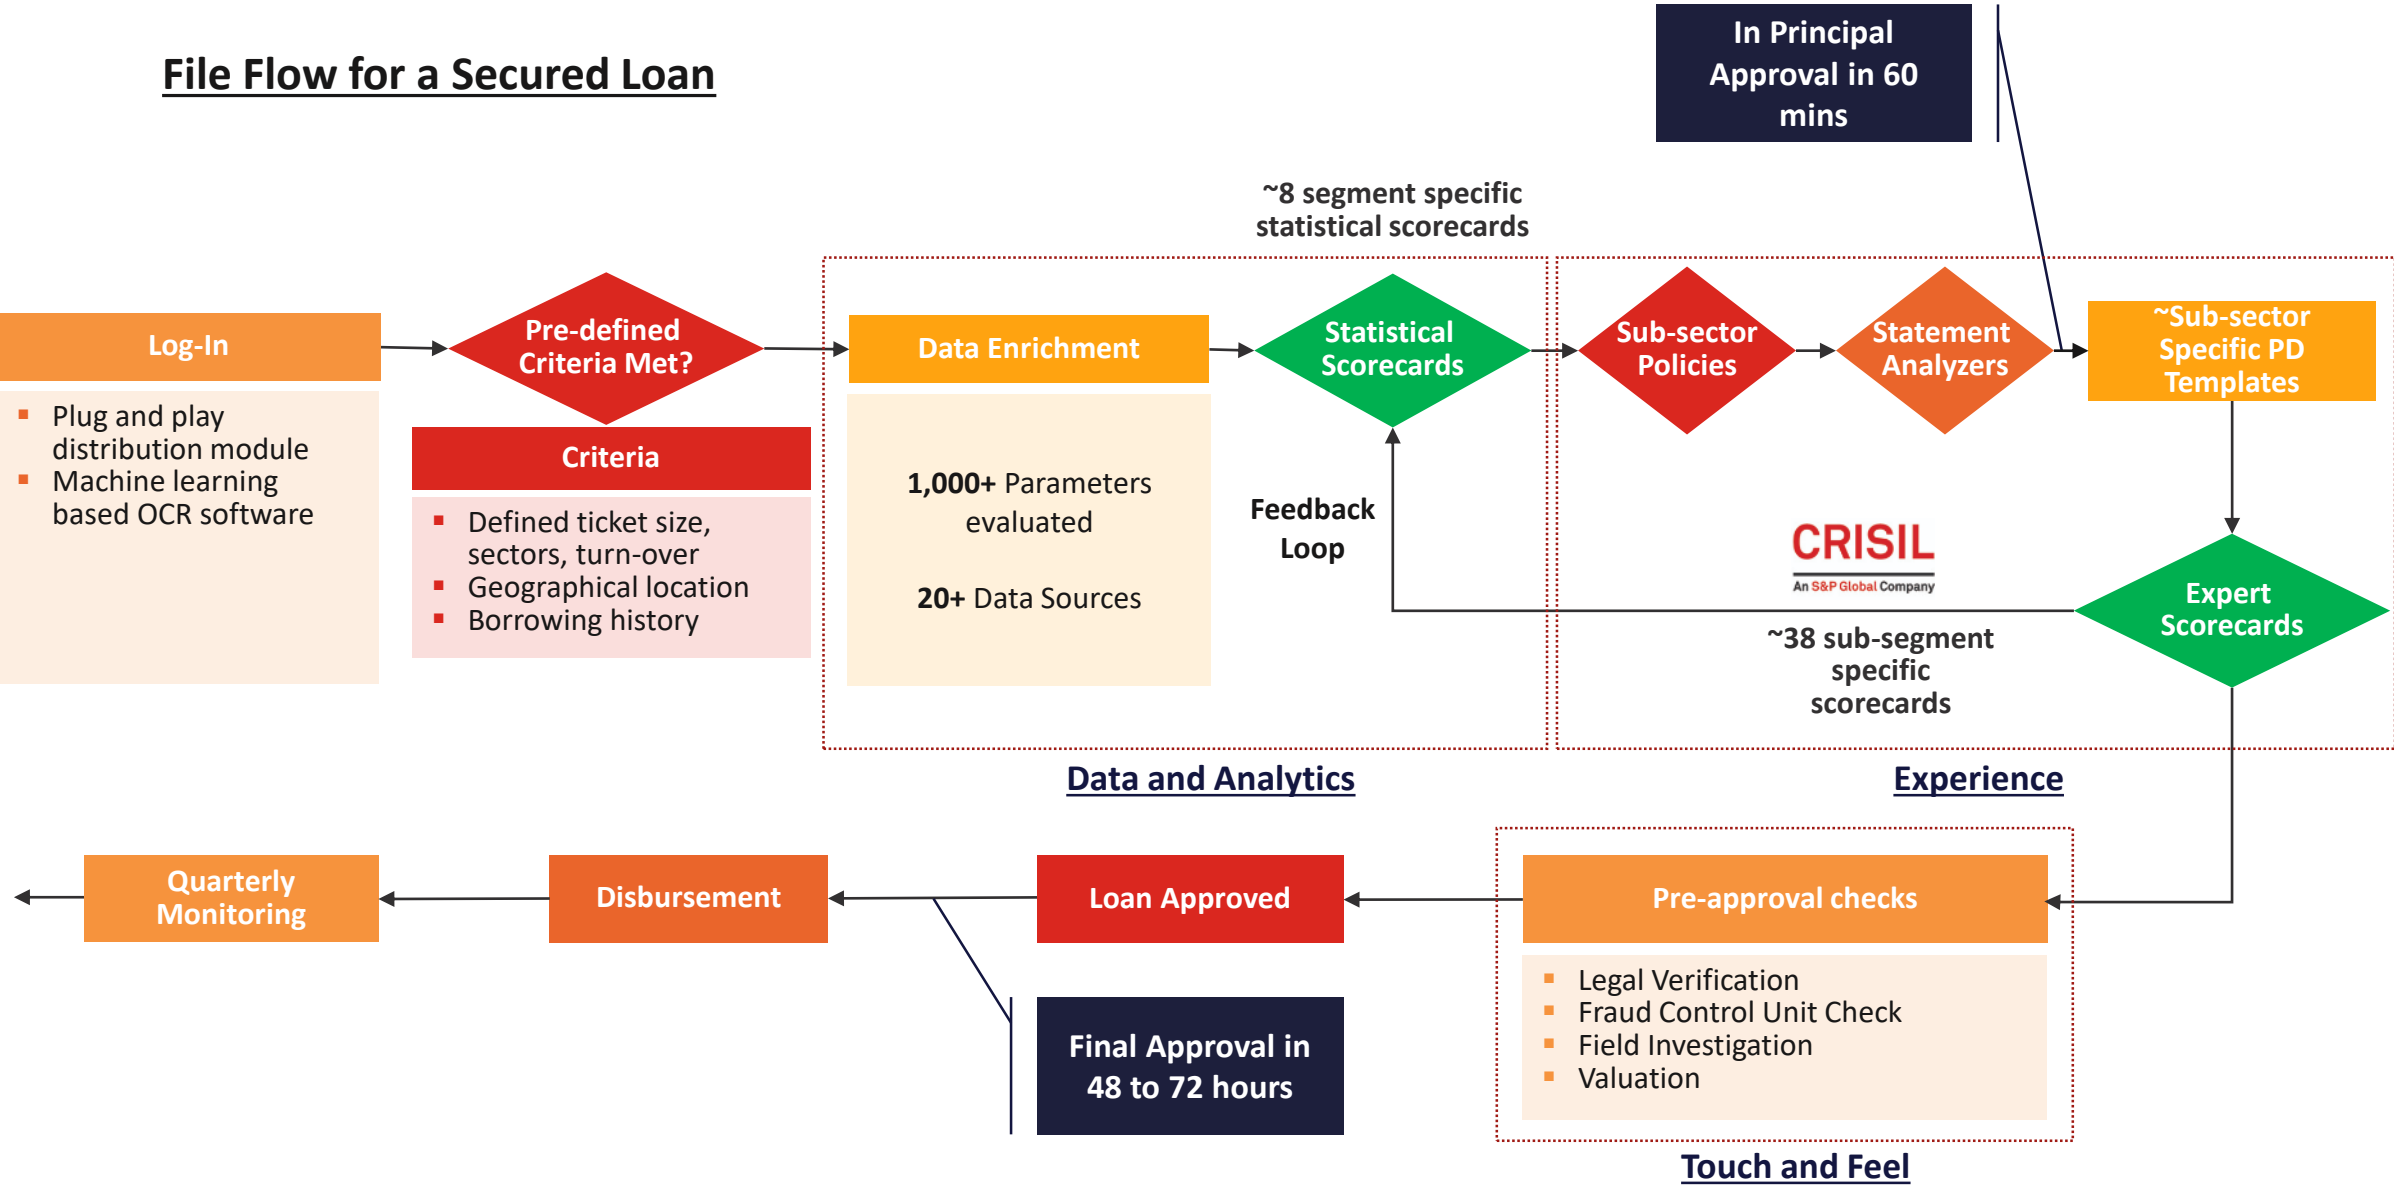 File Flow for a Secured Loan
In Principal
Approval in 60
mins
~8 segment specific
statistical scorecards
Log-In
Plug and play
distribution module
Machine learning
based OCR software
Pre-defined
Criteria Met?
Criteria
Defined ticket size,
sectors, turn-over
Geographical location
Borrowing history
Data Enrichment
1,000+ Parameters
evaluated
20+ Data Sources
Statistical
Scorecards
Feedback
Loop
Sub-sector
Policies
Statement
Analyzers
~Sub-sector
Specific PD
Templates
CRISIL
An S&P Global Company
~38 sub-segment
specific
scorecards
Expert
Scorecards
Data and Analytics
Experience
Quarterly
Monitoring
Disbursement
Loan Approved
Pre-approval checks
Final Approval in
48 to 72 hours
Legal Verification
Fraud Control Unit Check
Field Investigation
Valuation
Touch and Feel